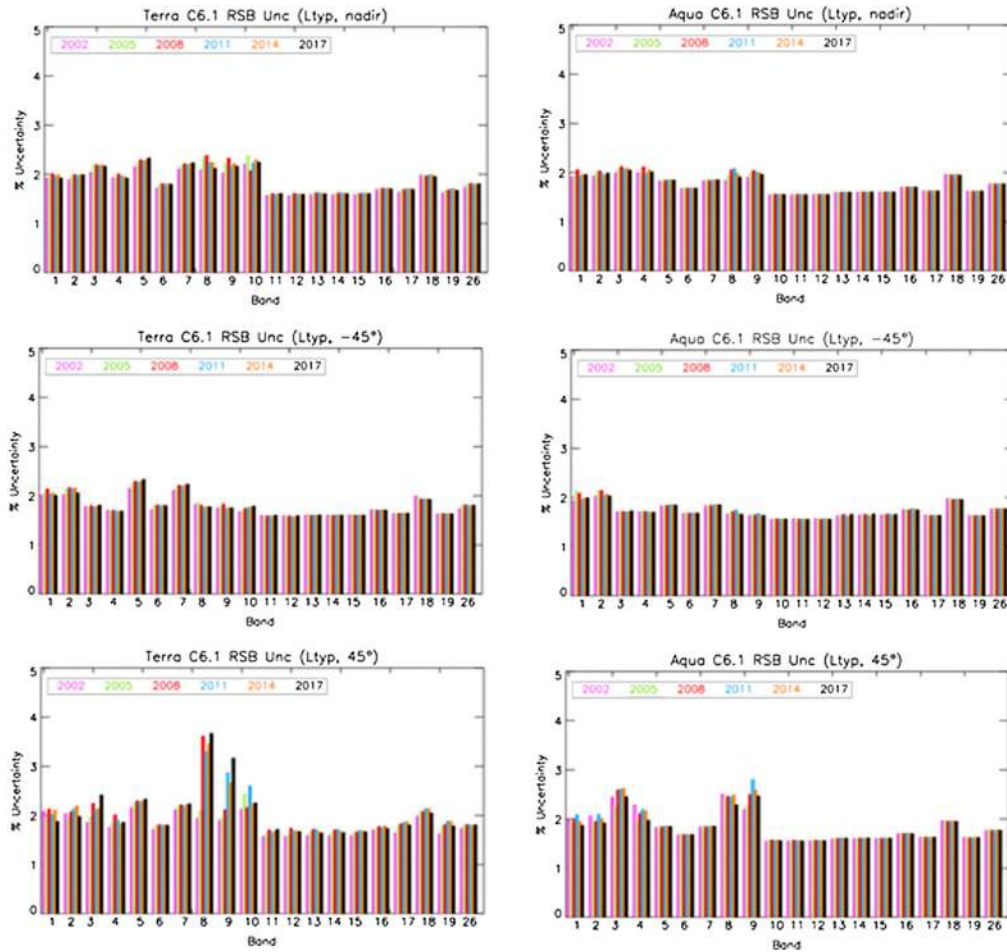 Terra C6.1 RSB Unc (Ltyp, nadir)
5
2002 2005 2008 2011 2014 2017
4
3
2
1
0
% Uncertainty
1 2 3 4 5 6 7 8 9 10 11 12 13 14 15 16 17 18 19 26
Band
Aqua C6.1 RSB Unc (Ltyp, nadir)
5
2002 2005 2008 2011 2014 2017
4
3
2
1
0
% Uncertainty
1 2 3 4 5 6 7 8 9 10 11 12 13 14 15 16 17 18 19 26
Band
Terra C6.1 RSB Unc (Ltyp, −45°)
5
2002 2005 2008 2011 2014 2017
4
3
2
1
0
% Uncertainty
1 2 3 4 5 6 7 8 9 10 11 12 13 14 15 16 17 18 19 26
Band
Aqua C6.1 RSB Unc (Ltyp, −45°)
5
2002 2005 2008 2011 2014 2017
4
3
2
1
0
% Uncertainty
1 2 3 4 5 6 7 8 9 10 11 12 13 14 15 16 17 18 19 26
Band
Terra C6.1 RSB Unc (Ltyp, 45°)
5
2002 2005 2008 2011 2014 2017
4
3
2
1
0
% Uncertainty
1 2 3 4 5 6 7 8 9 10 11 12 13 14 15 16 17 18 19 26
Band
Aqua C6.1 RSB Unc (Ltyp, 45°)
5
2002 2005 2008 2011 2014 2017
4
3
2
1
0
% Uncertainty
1 2 3 4 5 6 7 8 9 10 11 12 13 14 15 16 17 18 19 26
Band